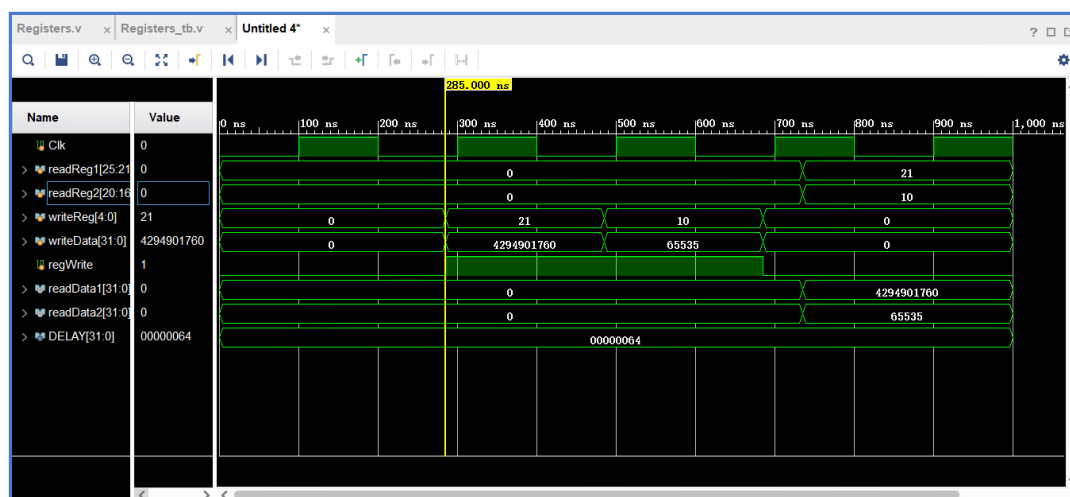 Registers.v × Registers_tb.v × Untitled 4* ×
285.000 ns
Name Value
0 ns 100 ns 200 ns 300 ns 400 ns 500 ns 600 ns 700 ns 800 ns 900 ns 1,000 ns
Clk 0
readReg1[25:21 0 0 21
readReg2[20:16 0 0 10
writeReg[4:0] 21 0 21 10 0
writeData[31:0] 4294901760 0 4294901760 65535 0
regWrite 1
readData1[31:0] 0 0 4294901760
readData2[31:0] 0 0 65535
DELAY[31:0] 00000064 00000064